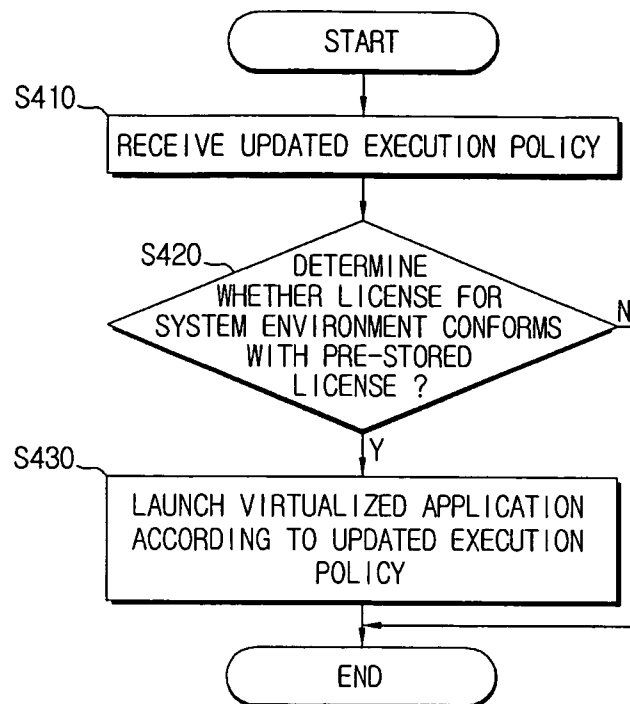 START
S410
RECEIVE UPDATED EXECUTION POLICY
S420
DETERMINE
WHETHER LICENSE FOR
SYSTEM ENVIRONMENT CONFORMS
WITH PRE-STORED
LICENSE ?
N
Y
S430
LAUNCH VIRTUALIZED APPLICATION
ACCORDING TO UPDATED EXECUTION
POLICY
END